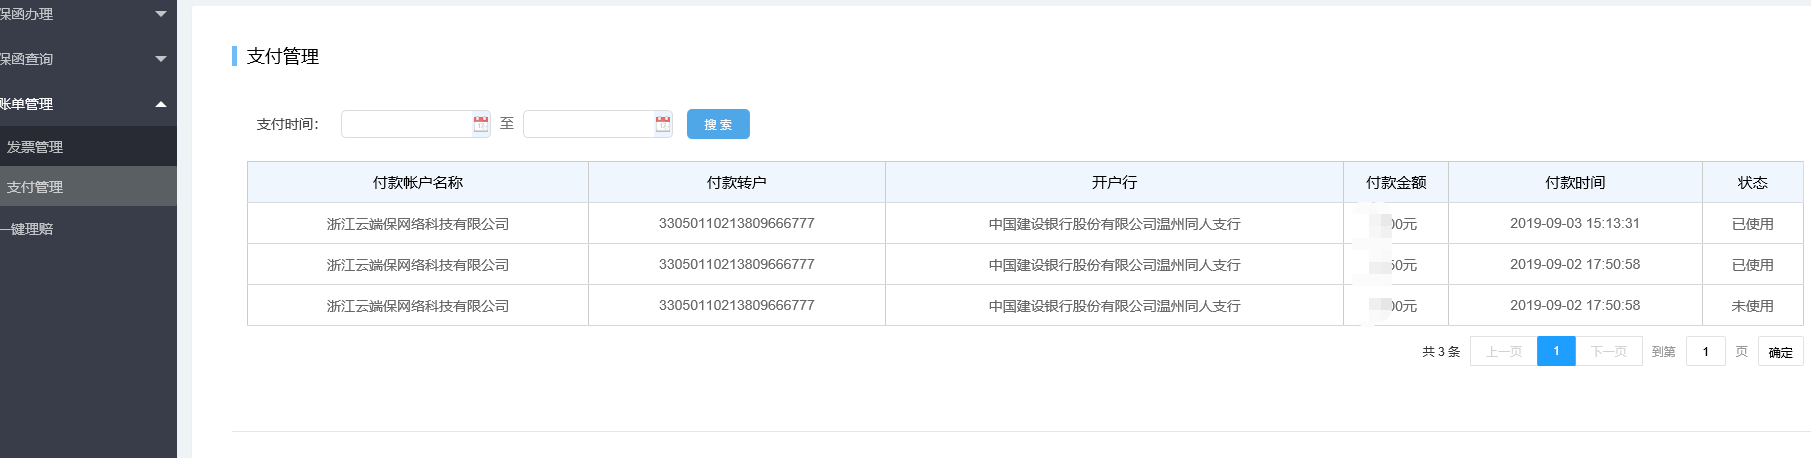 保函办理
保函查询
账单管理
发票管理
支付管理
一键理赔
支付管理
支付时间： 至 搜 索
付款帐户名称 付款转户 开户行 付款金额 付款时间 状态
浙江云端保网络科技有限公司 33050110213809666777 中国建设银行股份有限公司温州同人支行 00元 2019-09-03 15:13:31 已使用
浙江云端保网络科技有限公司 33050110213809666777 中国建设银行股份有限公司温州同人支行 50元 2019-09-02 17:50:58 已使用
浙江云端保网络科技有限公司 33050110213809666777 中国建设银行股份有限公司温州同人支行 00元 2019-09-02 17:50:58 未使用
共 3 条 上一页 1 下一页 到第 1 页 确定